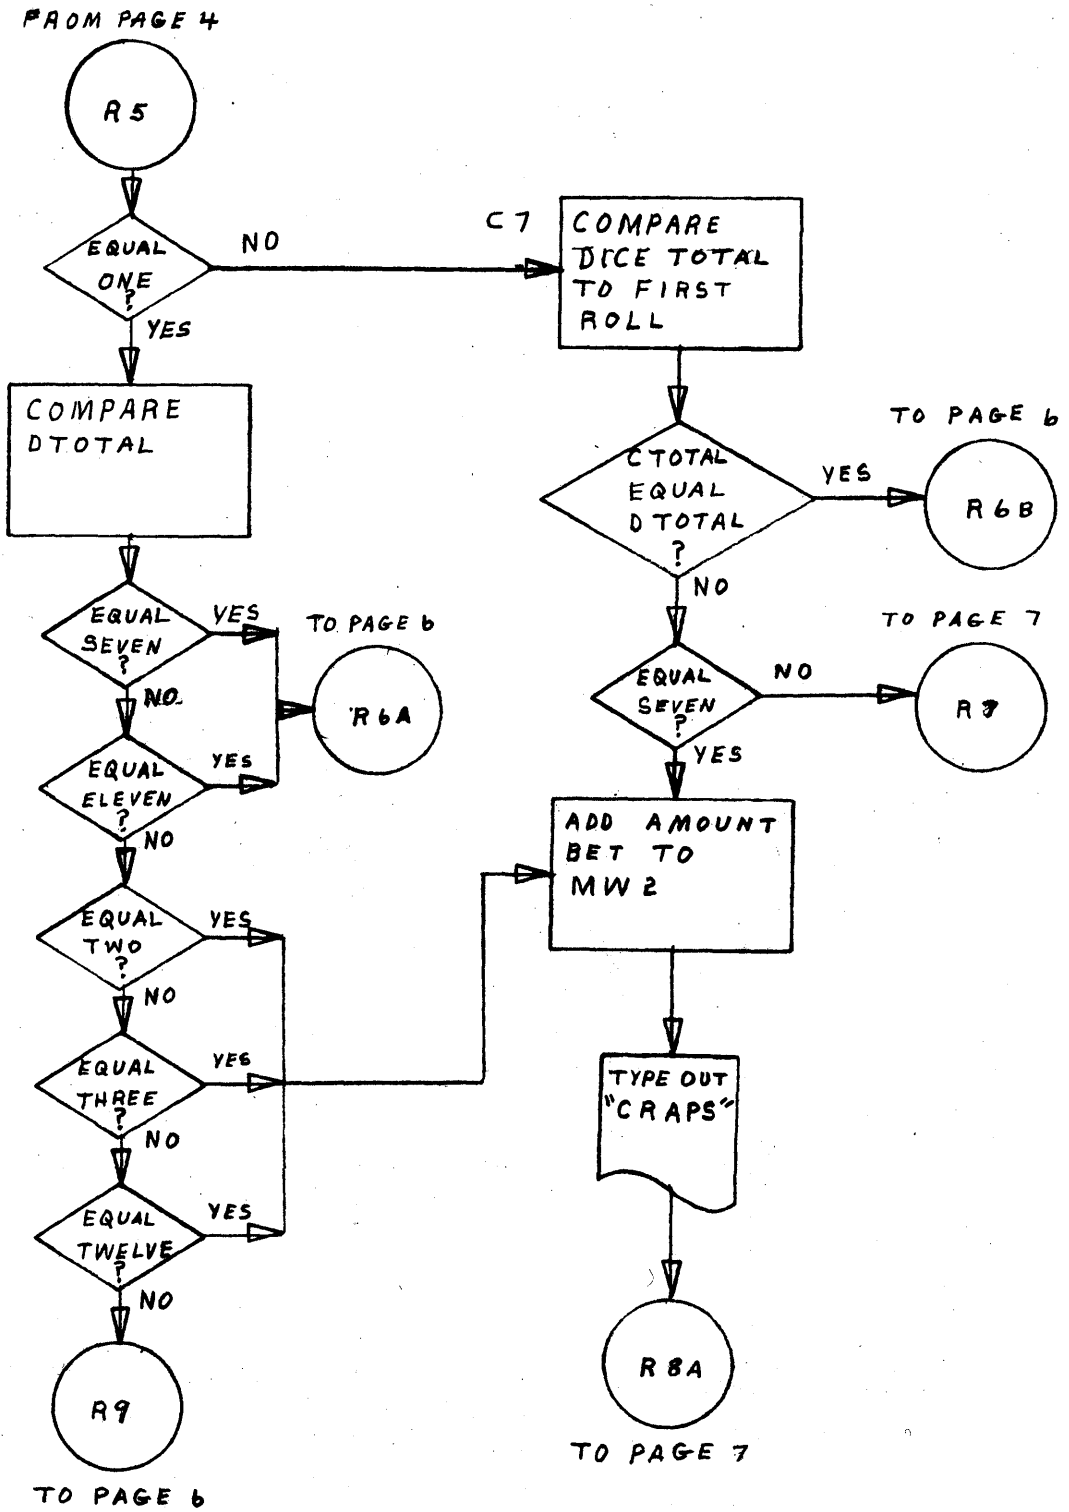 FROM PAGE 4
R5
EQUAL
ONE
?
NO
YES
C7
COMPARE
DICE TOTAL
TO FIRST
ROLL
COMPARE
DTOTAL
CTOTAL
EQUAL
DTOTAL
?
YES
TO PAGE 6
R6B
NO
EQUAL
SEVEN
?
YES
TO PAGE 6
R6A
NO
EQUAL
ELEVEN
?
YES
NO
EQUAL
SEVEN
?
NO
TO PAGE 7
YES
ADD AMOUNT
BET TO
MW2
EQUAL
TWO
?
YES
NO
EQUAL
THREE
?
YES
NO
TYPE OUT
"CRAPS"
EQUAL
TWELVE
?
YES
NO
R9
TO PAGE 6
R8A
TO PAGE 7